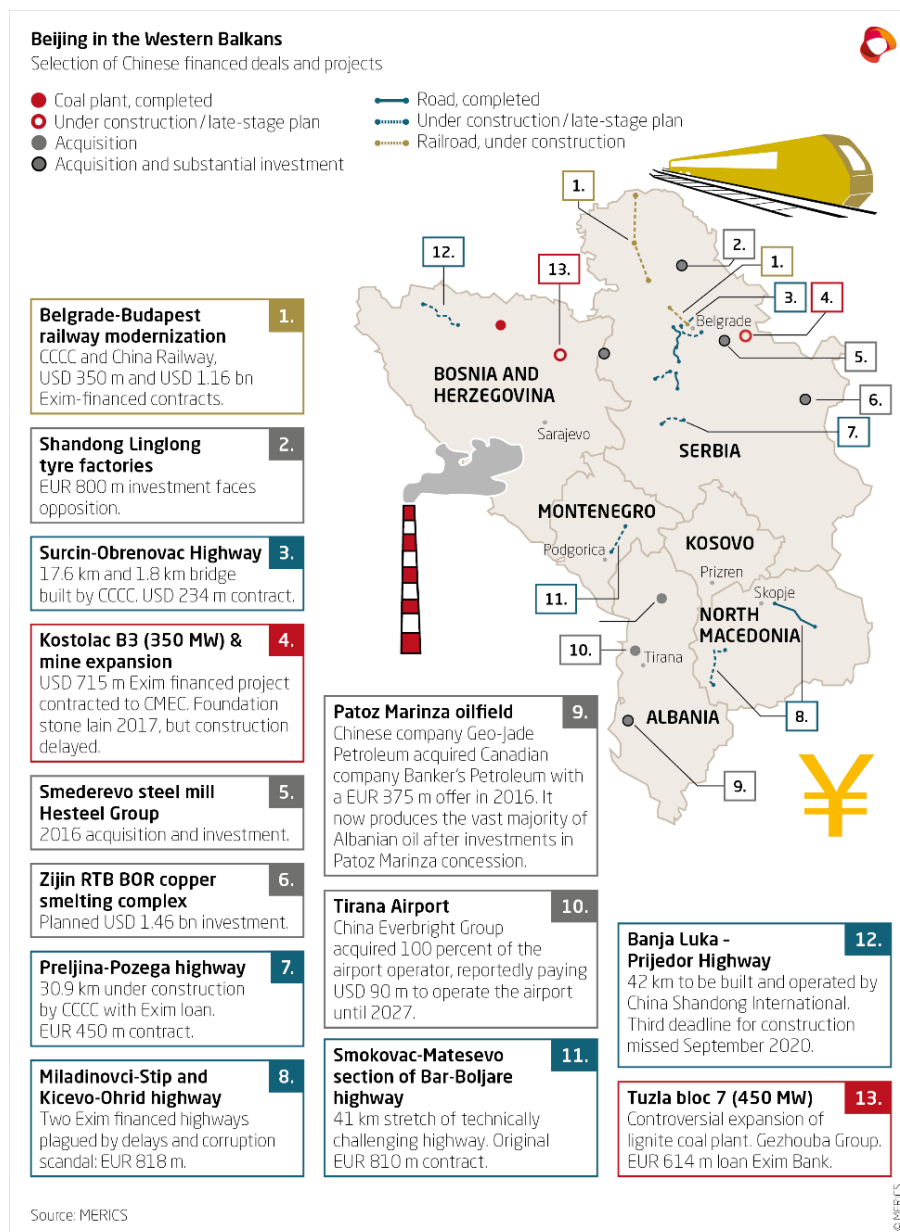 Beijing in the Western Balkans
Selection of Chinese financed deals and projects
Coal plant, completed
Under construction/late-stage plan
Acquisition
Acquisition and substantial investment
Road, completed
Under construction/late-stage plan
Railroad, under construction
1.
2.
12.
13.
1.
3.
4.
Belgrade
5.
BOSNIA AND
HERZEGOVINA
6.
Sarajevo
7.
SERBIA
MONTENEGRO
Podgorica
KOSOVO
Prizren
11.
Skopje
NORTH
MACEDONIA
10.
Tirana
ALBANIA
8.
9.
¥
Belgrade-Budapest 1.
railway modernization
CCCC and China Railway,
USD 350 m and USD 1.16 bn
Exim-financed contracts.
Shandong Linglong 2.
tyre factories
EUR 800 m investment faces
opposition.
Surcin-Obrenovac Highway 3.
17.6 km and 1.8 km bridge
built by CCCC. USD 234 m contract.
Kostolac B3 (350 MW) & 4.
mine expansion
USD 715 m Exim financed project
contracted to CMEC. Foundation
stone lain 2017, but construction
delayed.
Smederevo steel mill 5.
Hesteel Group
2016 acquisition and investment.
Zijin RTB BOR copper 6.
smelting complex
Planned USD 1.46 bn investment.
Preljina-Pozega highway 7.
30.9 km under construction
by CCCC with Exim loan.
EUR 450 m contract.
Miladinovci-Stip and 8.
Kicevo-Ohrid highway
Two Exim financed highways
plagued by delays and corruption
scandal: EUR 818 m.
Patoz Marinza oilfield 9.
Chinese company Geo-Jade
Petroleum acquired Canadian
company Banker's Petroleum with
a EUR 375 m offer in 2016. It
now produces the vast majority of
Albanian oil after investments in
Patoz Marinza concession.
Tirana Airport 10.
China Everbright Group
acquired 100 percent of the
airport operator, reportedly paying
USD 90 m to operate the airport
until 2027.
Smokovac-Matesevo 11.
section of Bar-Boljare
highway
41 km stretch of technically
challenging highway. Original
EUR 810 m contract.
Banja Luka – 12.
Prijedor Highway
42 km to be built and operated by
China Shandong International.
Third deadline for construction
missed September 2020.
Tuzla bloc 7 (450 MW) 13.
Controversial expansion of
lignite coal plant. Gezhouba Group.
EUR 614 m loan Exim Bank.
Source: MERICS
© MERICS